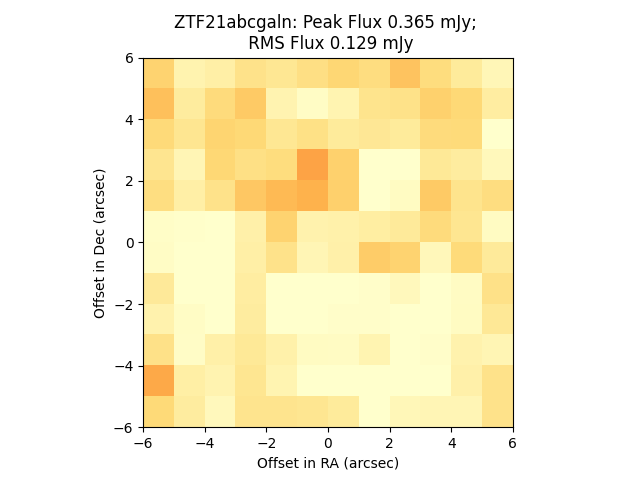 ZTF21abcgaln: Peak Flux 0.365 mJy;
RMS Flux 0.129 mJy
6
4
2
0
−2
−4
−6
Offset in Dec (arcsec)
−6 −4 −2 0 2 4 6
Offset in RA (arcsec)